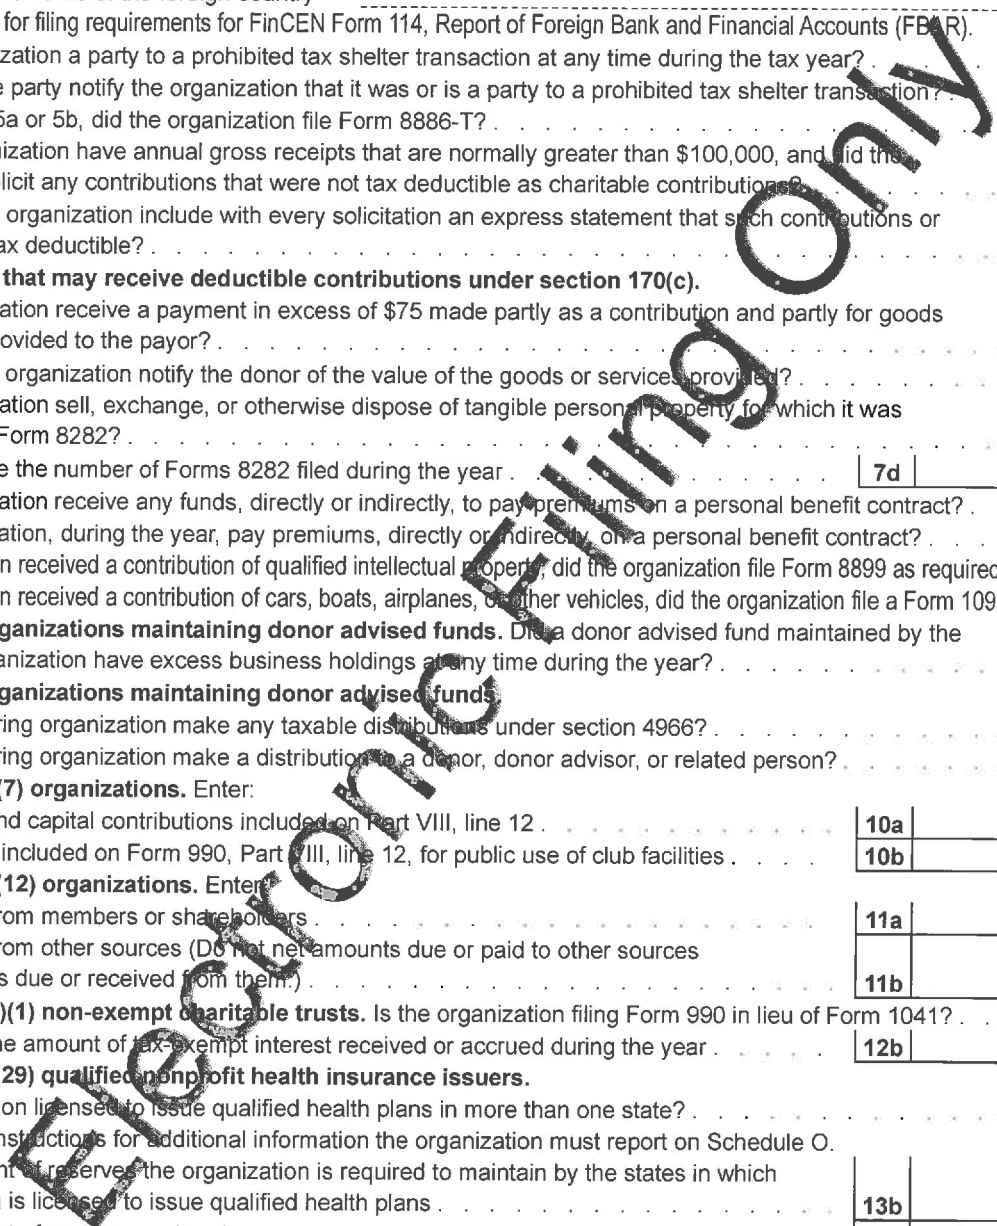 for filing requirements for FinCEN Form 114, Report of Foreign Bank and Financial Accounts (FBAR).
zation a party to a prohibited tax shelter transaction at any time during the tax year? .
party notify the organization that it was or is a party to a prohibited tax shelter transaction? .
5a or 5b, did the organization file Form 8886-T? . . . . . . . . . . . . . . .
ization have annual gross receipts that are normally greater than $100,000, and did the
licit any contributions that were not tax deductible as charitable contributions?
organization include with every solicitation an express statement that such contributions or
ax deductible? . . . . . . . . . . . . . . . . . . . . . . . . .
that may receive deductible contributions under section 170(c).
ation receive a payment in excess of $75 made partly as a contribution and partly for goods
ovided to the payor? . . . . . . . . . . . . . . . . . . . . . . .
organization notify the donor of the value of the goods or services provided? . . . . . .
ation sell, exchange, or otherwise dispose of tangible personal property for which it was
Form 8282? . . . . . . . . . . . . . . . . . . . . . . . . . .
e the number of Forms 8282 filed during the year . . . . . . . . 7d
ation receive any funds, directly or indirectly, to pay premiums on a personal benefit contract? .
ation, during the year, pay premiums, directly or indirectly, on a personal benefit contract? . . .
n received a contribution of qualified intellectual property, did the organization file Form 8899 as required
n received a contribution of cars, boats, airplanes, or other vehicles, did the organization file a Form 109
ganizations maintaining donor advised funds. Did a donor advised fund maintained by the
anization have excess business holdings at any time during the year? . . . . . . . .
ganizations maintaining donor advised funds.
ring organization make any taxable distributions under section 4966? . . . . . . . . .
ring organization make a distribution to a donor, donor advisor, or related person? . . . . .
(7) organizations. Enter:
nd capital contributions included on Part VIII, line 12 . . . . . . . . . . . 10a
included on Form 990, Part VIII, line 12, for public use of club facilities . . . . 10b
(12) organizations. Enter:
rom members or shareholders . . . . . . . . . . . . . . . . . 11a
rom other sources (Do not net amounts due or paid to other sources
s due or received from them.) . . . . . . . . . . . . . . . . . 11b
)(1) non-exempt charitable trusts. Is the organization filing Form 990 in lieu of Form 1041? . .
he amount of tax-exempt interest received or accrued during the year . . . . . 12b
29) qualified nonprofit health insurance issuers.
on licensed to issue qualified health plans in more than one state? . . . . . . . . .
nstructions for additional information the organization must report on Schedule O.
nt of reserves the organization is required to maintain by the states in which
is licensed to issue qualified health plans . . . . . . . . . . . . . 13b
Electronic Filing Only